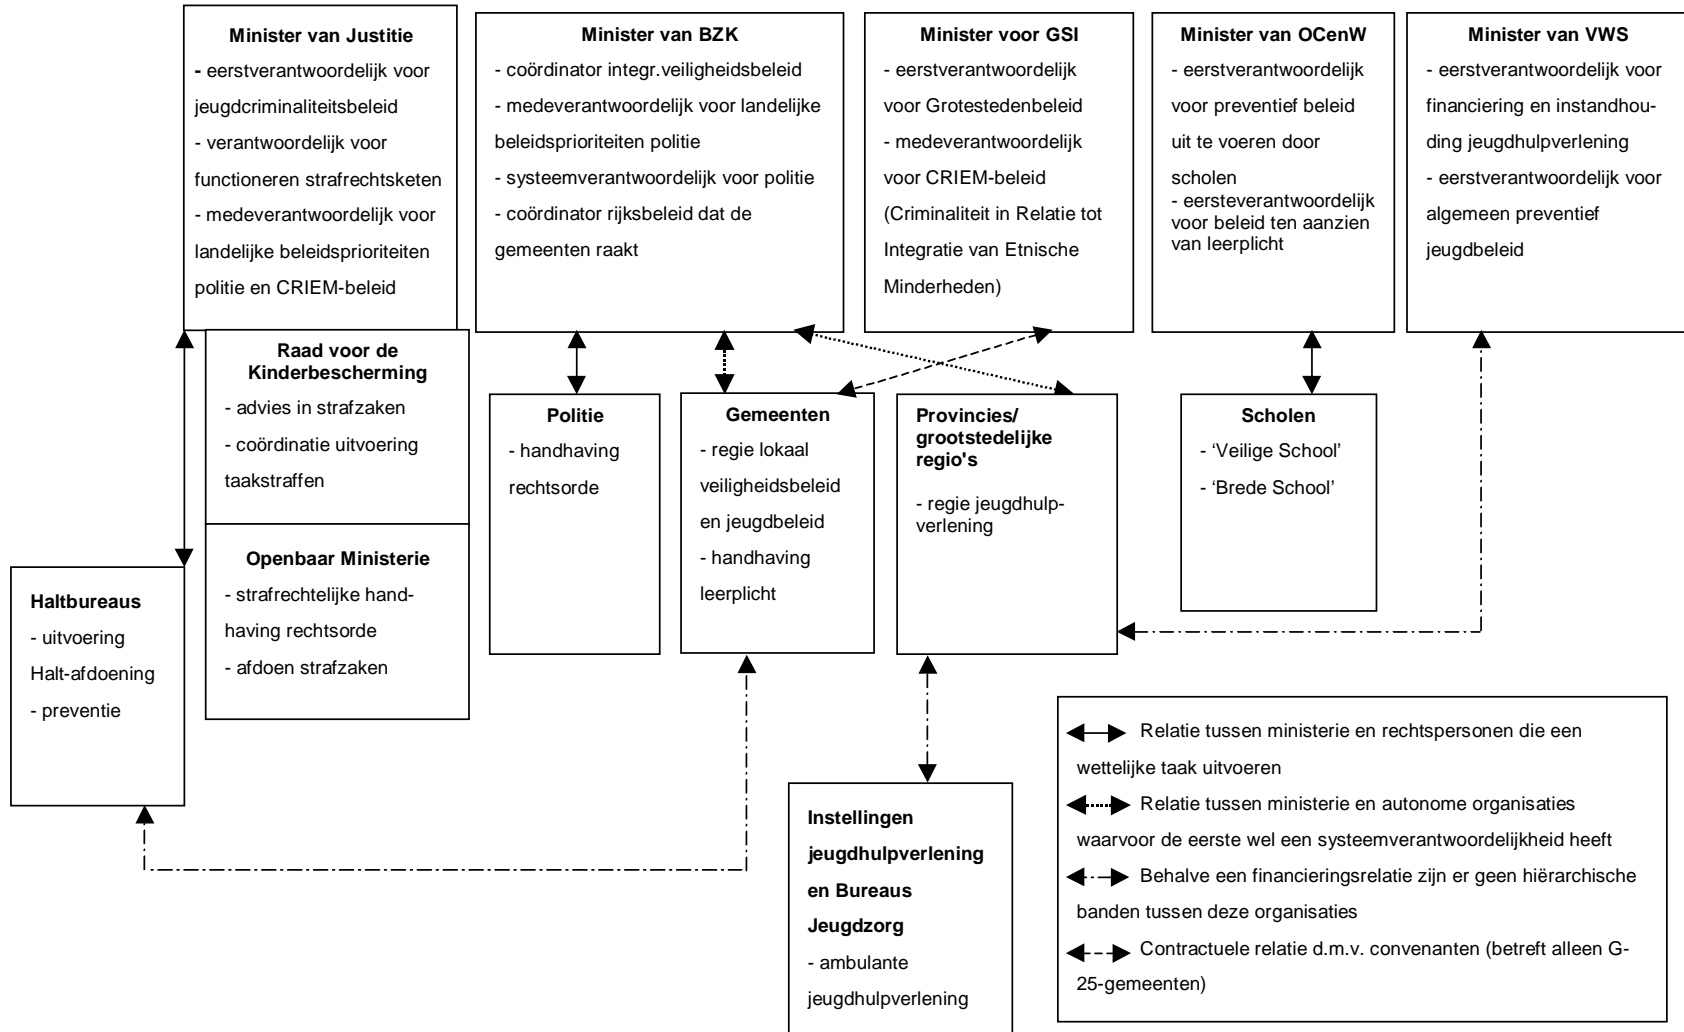 Minister van Justitie
- eerstverantwoordelijk voor
jeugdcriminaliteitsbeleid
- verantwoordelijk voor
functioneren strafrechtsketen
- medeverantwoordelijk voor
landelijke beleidsprioriteiten
politie en CRIEM-beleid
Minister van BZK
- coördinator integr.veiligheidsbeleid
- medeverantwoordelijk voor landelijke
beleidsprioriteiten politie
- systeemverantwoordelijk voor politie
- coördinator rijksbeleid dat de
gemeenten raakt
Minister voor GSI
- eerstverantwoordelijk
voor Grotestedenbeleid
- medeverantwoordelijk
voor CRIEM-beleid
(Criminaliteit in Relatie tot
Integratie van Etnische
Minderheden)
Minister van OCenW
- eerstverantwoordelijk
voor preventief beleid
uit te voeren door
scholen
- eersteverantwoordelijk
voor beleid ten aanzien
van leerplicht
Minister van VWS
- eerstverantwoordelijk voor
financiering en instandhou-
ding jeugdhulpverlening
- eerstverantwoordelijk voor
algemeen preventief
jeugdbeleid
Raad voor de
Kinderbescherming
- advies in strafzaken
- coördinatie uitvoering
taakstraffen
Openbaar Ministerie
- strafrechtelijke hand-
having rechtsorde
- afdoen strafzaken
Haltbureaus
- uitvoering
Halt-afdoening
- preventie
Politie
- handhaving
rechtsorde
Gemeenten
- regie lokaal
veiligheidsbeleid
en jeugdbeleid
- handhaving
leerplicht
Provincies/
grootstedelijke
regio's
- regie jeugdhulp-
verlening
Scholen
- ‘Veilige School’
- ‘Brede School’
Instellingen
jeugdhulpverlening
en Bureaus
Jeugdzorg
- ambulante
jeugdhulpverlening
Relatie tussen ministerie en rechtspersonen die een
wettelijke taak uitvoeren
Relatie tussen ministerie en autonome organisaties
waarvoor de eerste wel een systeemverantwoordelijkheid heeft
Behalve een financieringsrelatie zijn er geen hiërarchische
banden tussen deze organisaties
Contractuele relatie d.m.v. convenanten (betreft alleen G-
25-gemeenten)